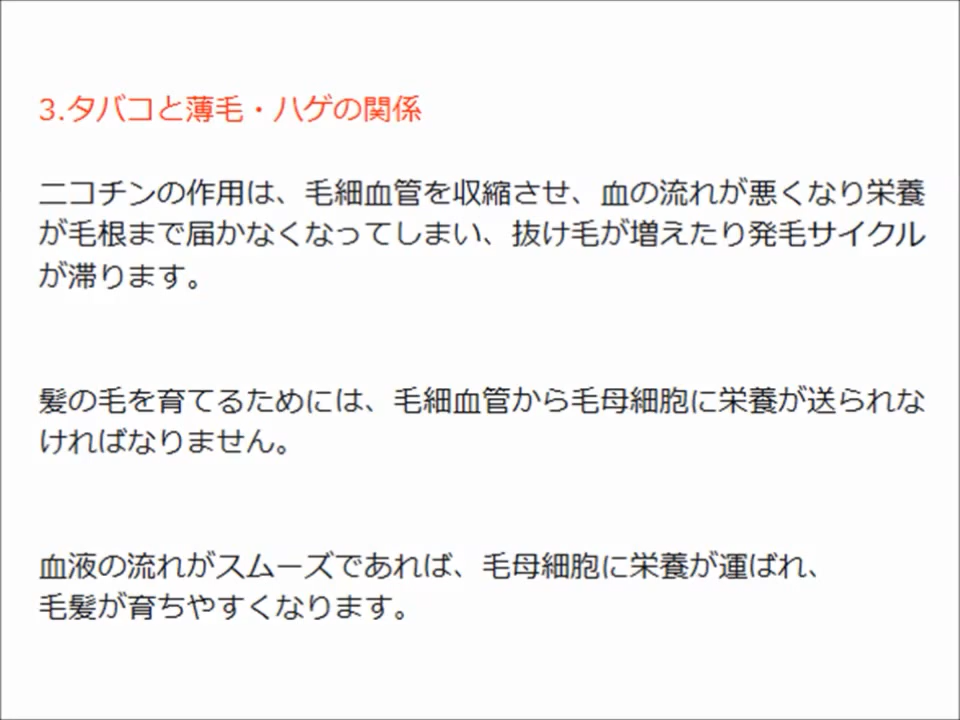 3.タバコと薄毛・ハゲの関係
ニコチンの作用は、毛細血管を収縮させ、血の流れが悪くなり栄養
が毛根まで届かなくなってしまい、抜け毛が増えたり発毛サイクル
が滞ります。
髪の毛を育てるためには、毛細血管から毛母細胞に栄養が送られな
ければなりません。
血液の流れがスムーズであれば、毛母細胞に栄養が運ばれ、
毛髪が育ちやすくなります。